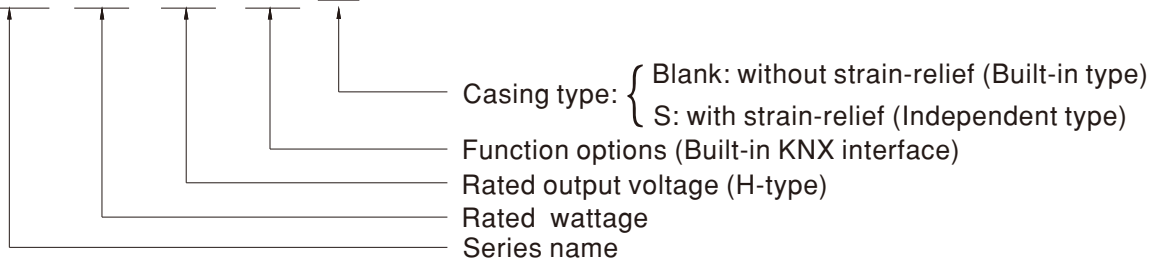 Blank: without strain-relief (Built-in type)
Casing type:
S: with strain-relief (Independent type)
Function options (Built-in KNX interface)
Rated output voltage (H-type)
Rated wattage
Series name